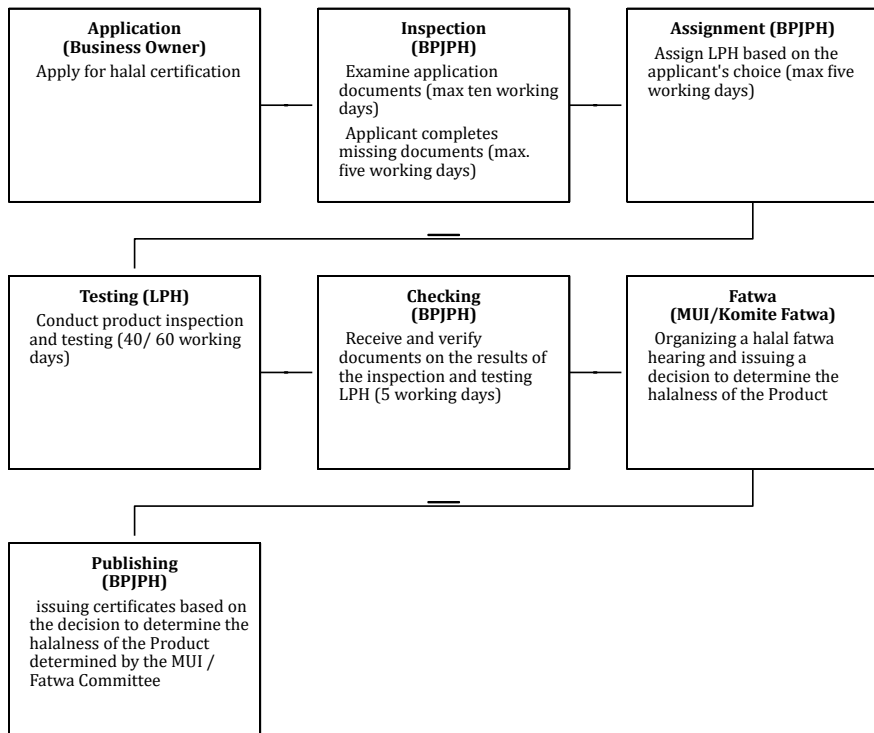 Application
(Business Owner)
Apply for halal certification
Inspection
(BPJPH)
Examine application
documents (max ten working
days)
Applicant completes
missing documents (max.
five working days)
Assignment (BPJPH)
Assign LPH based on the
applicant's choice (max five
working days)
Testing (LPH)
Conduct product inspection
and testing (40/ 60 working
days)
Checking
(BPJPH)
Receive and verify
documents on the results of
the inspection and testing
LPH (5 working days)
Fatwa
(MUI/Komite Fatwa)
Organizing a halal fatwa
hearing and issuing a
decision to determine the
halalness of the Product
Publishing
(BPJPH)
issuing certificates based on
the decision to determine the
halalness of the Product
determined by the MUI /
Fatwa Committee